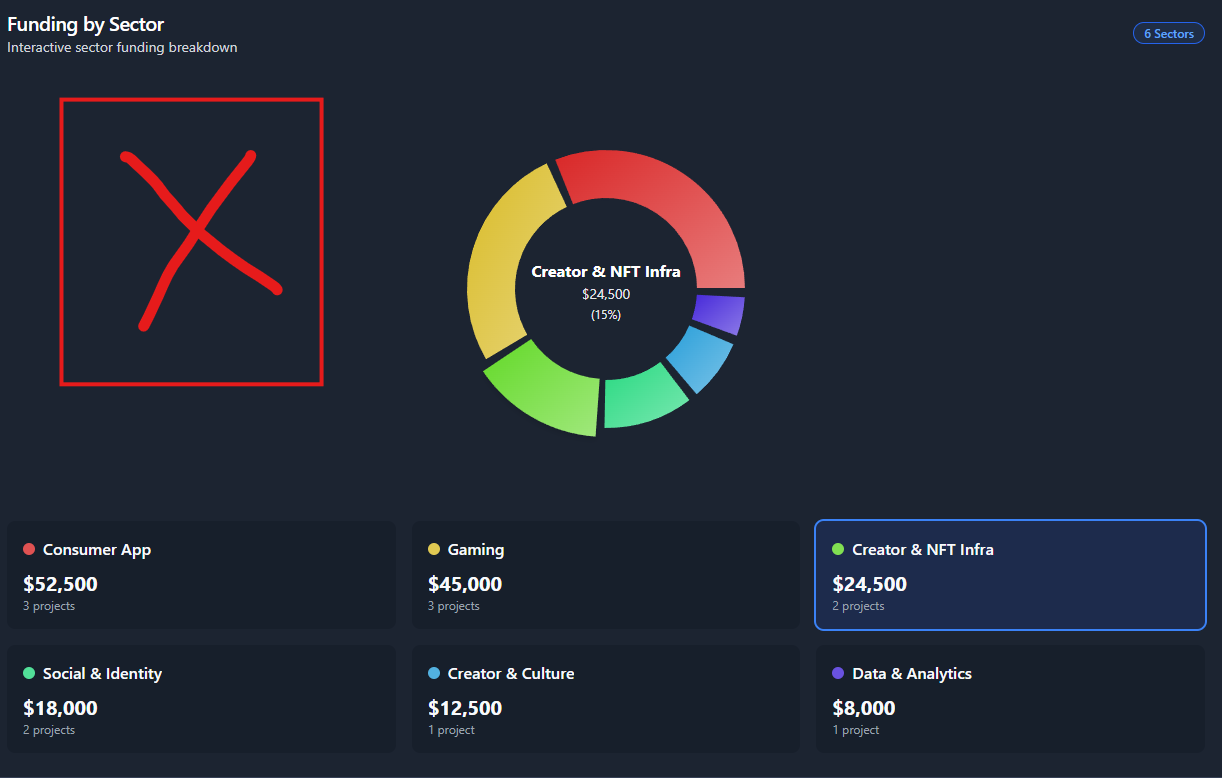 Funding by Sector
Interactive sector funding breakdown
6 Sectors
Creator & NFT Infra
$24,500
(15%)
Consumer App
$52,500
3 projects
Gaming
$45,000
3 projects
Creator & NFT Infra
$24,500
2 projects
Social & Identity
$18,000
2 projects
Creator & Culture
$12,500
1 project
Data & Analytics
$8,000
1 project